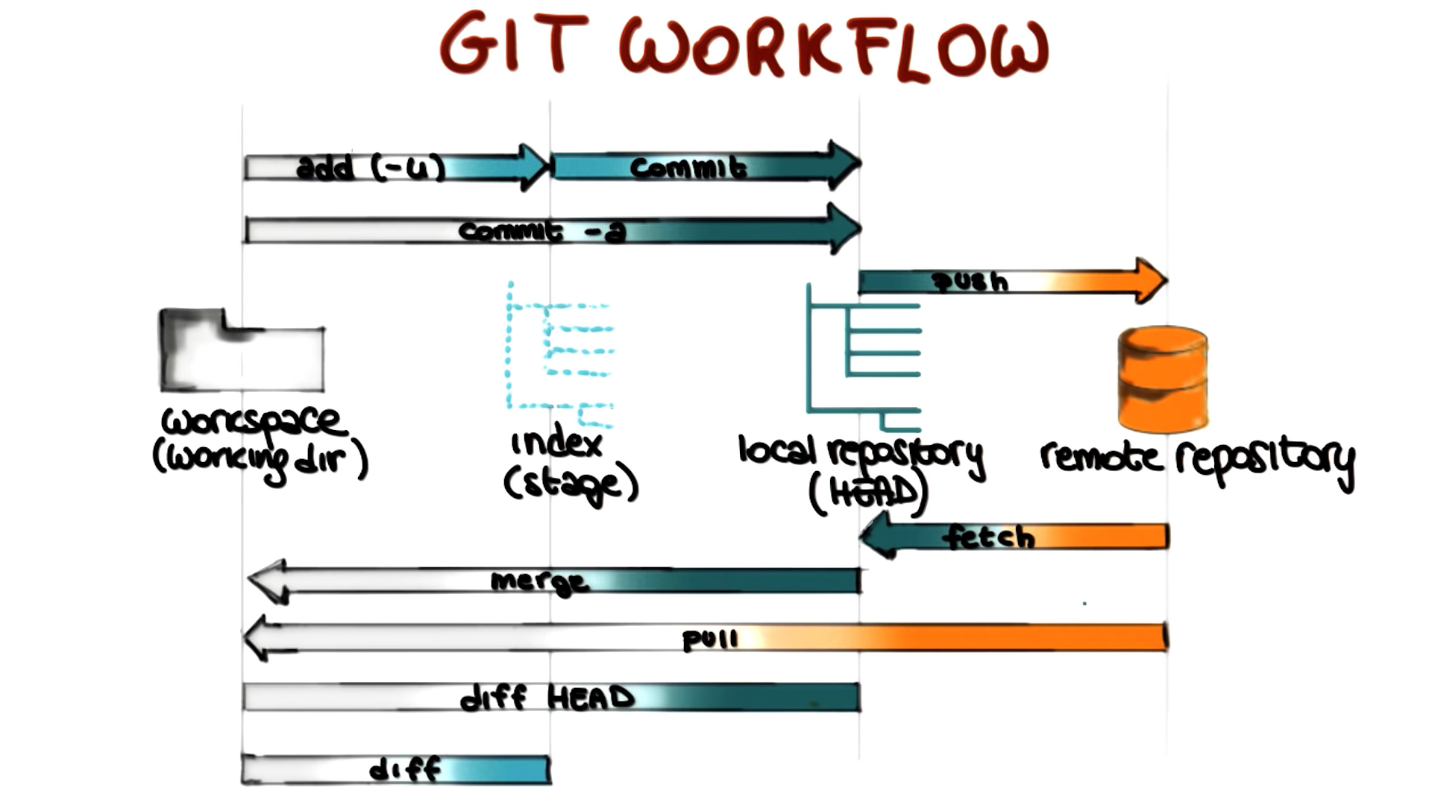 GIT WORKFLOW
add (-u)
commit
commit -a
push
workspace
(working dir)
index
(stage)
local repository
(HEAD)
remote repository
fetch
merge
pull
diff HEAD
diff